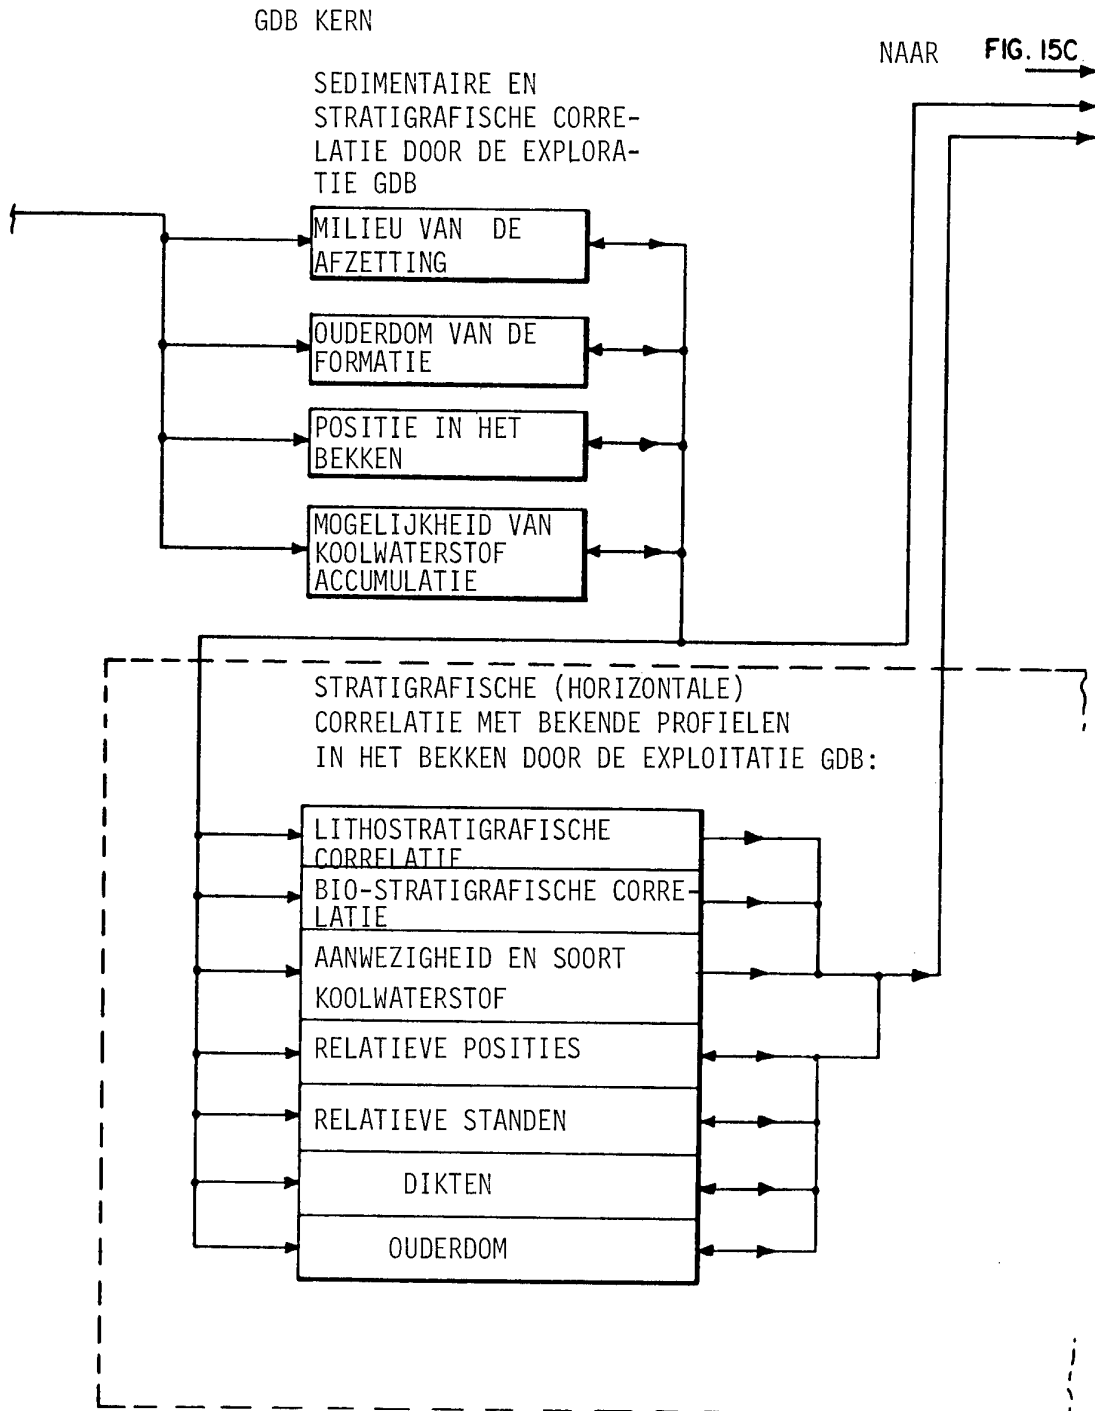 GDB KERN
NAAR FIG. 15C
SEDIMENTAIRE EN
STRATIGRAFISCHE CORRE-
LATIE DOOR DE EXPLORA-
TIE GDB
MILIEU VAN DE
AFZETTING
OUDERDOM VAN DE
FORMATIE
POSITIE IN HET
BEKKEN
MOGELIJKHEID VAN
KOOLWATERSTOF
ACCUMULATIE
STRATIGRAFISCHE (HORIZONTALE)
CORRELATIE MET BEKENDE PROFIELEN
IN HET BEKKEN DOOR DE EXPLOITATIE GDB:
LITHOSTRATIGRAFISCHE
CORRELATIE
BIO-STRATIGRAFISCHE CORRE-
LATIE
AANWEZIGHEID EN SOORT
KOOLWATERSTOF
RELATIEVE POSITIES
RELATIEVE STANDEN
DIKTEN
OUDERDOM